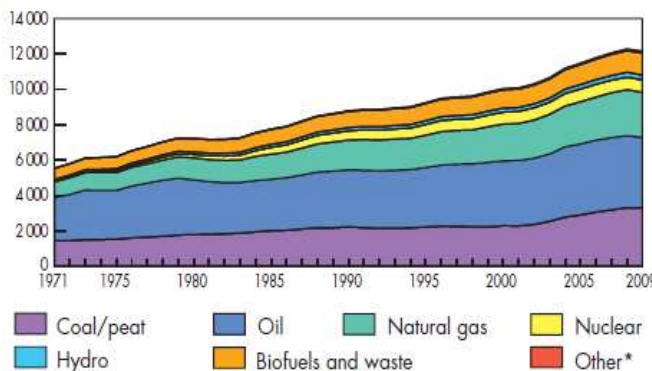 14 000
12 000
10 000
8 000
6 000
4 000
2 000
0
1971 1975 1980 1985 1990 1995 2000 2005 2009
Coal/peat Oil Natural gas Nuclear
Hydro Biofuels and waste Other*